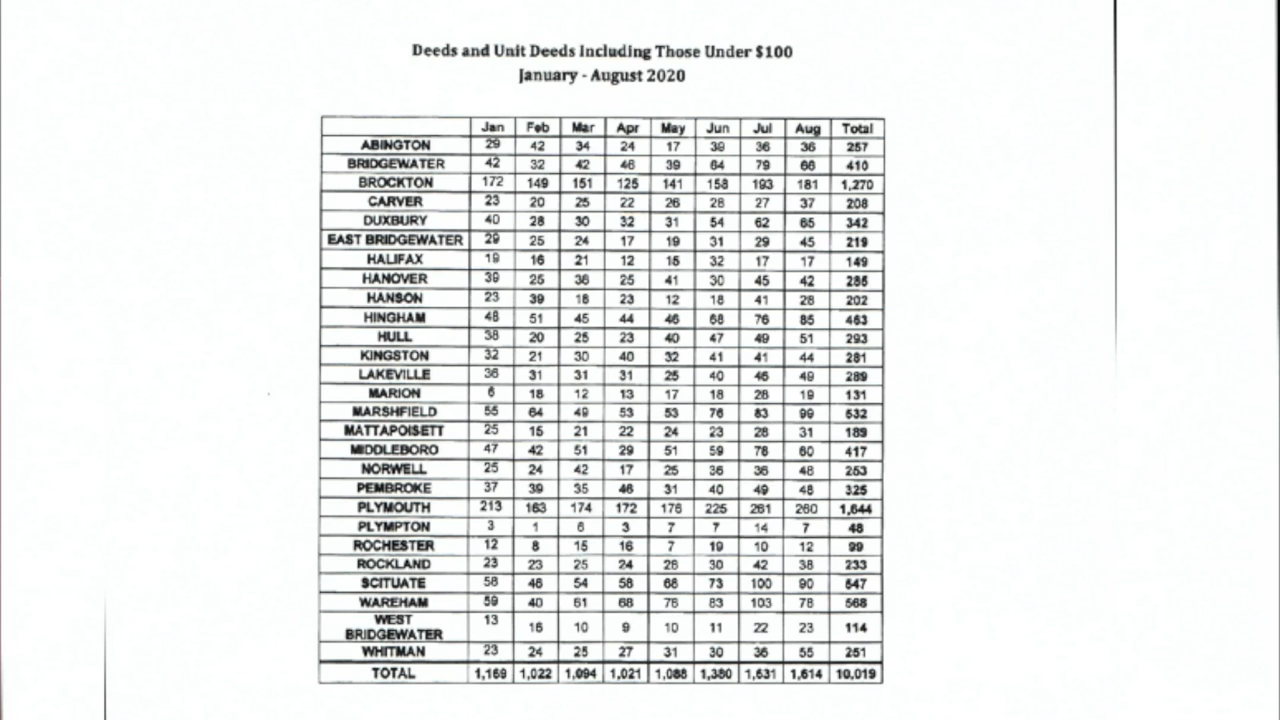 Deeds and Unit Deeds Including Those Under $100
January - August 2020
Jan Feb Mar Apr May Jun Jul Aug Total
ABINGTON 29 42 34 24 17 39 36 36 257
BRIDGEWATER 42 32 42 46 39 64 79 66 410
BROCKTON 172 149 151 125 141 158 193 181 1,270
CARVER 23 20 25 22 26 28 27 37 208
DUXBURY 40 28 30 32 31 54 62 65 342
EAST BRIDGEWATER 29 25 24 17 19 31 29 45 219
HALIFAX 19 16 21 12 15 32 17 17 149
HANOVER 39 25 38 25 41 30 45 42 285
HANSON 23 39 18 23 12 18 41 28 202
HINGHAM 48 51 45 44 46 68 76 85 463
HULL 38 20 25 23 40 47 49 51 293
KINGSTON 32 21 30 40 32 41 41 44 281
LAKEVILLE 36 31 31 31 25 40 46 49 289
MARION 6 18 12 13 17 18 28 19 131
MARSHFIELD 55 64 49 53 53 76 83 99 532
MATTAPOISETT 25 15 21 22 24 23 28 31 189
MIDDLEBORO 47 42 51 29 51 59 78 60 417
NORWELL 25 24 42 17 25 36 36 48 253
PEMBROKE 37 39 35 46 31 40 49 48 325
PLYMOUTH 213 163 174 172 176 225 261 260 1,644
PLYMPTON 3 1 6 3 7 7 14 7 48
ROCHESTER 12 8 15 16 7 19 10 12 99
ROCKLAND 23 23 25 24 28 30 42 38 233
SCITUATE 58 46 54 58 68 73 100 90 547
WAREHAM 59 40 61 68 76 83 103 78 568
WEST
BRIDGEWATER 13 16 10 9 10 11 22 23 114
WHITMAN 23 24 25 27 31 30 36 55 251
TOTAL 1,169 1,022 1,094 1,021 1,088 1,380 1,631 1,614 10,019